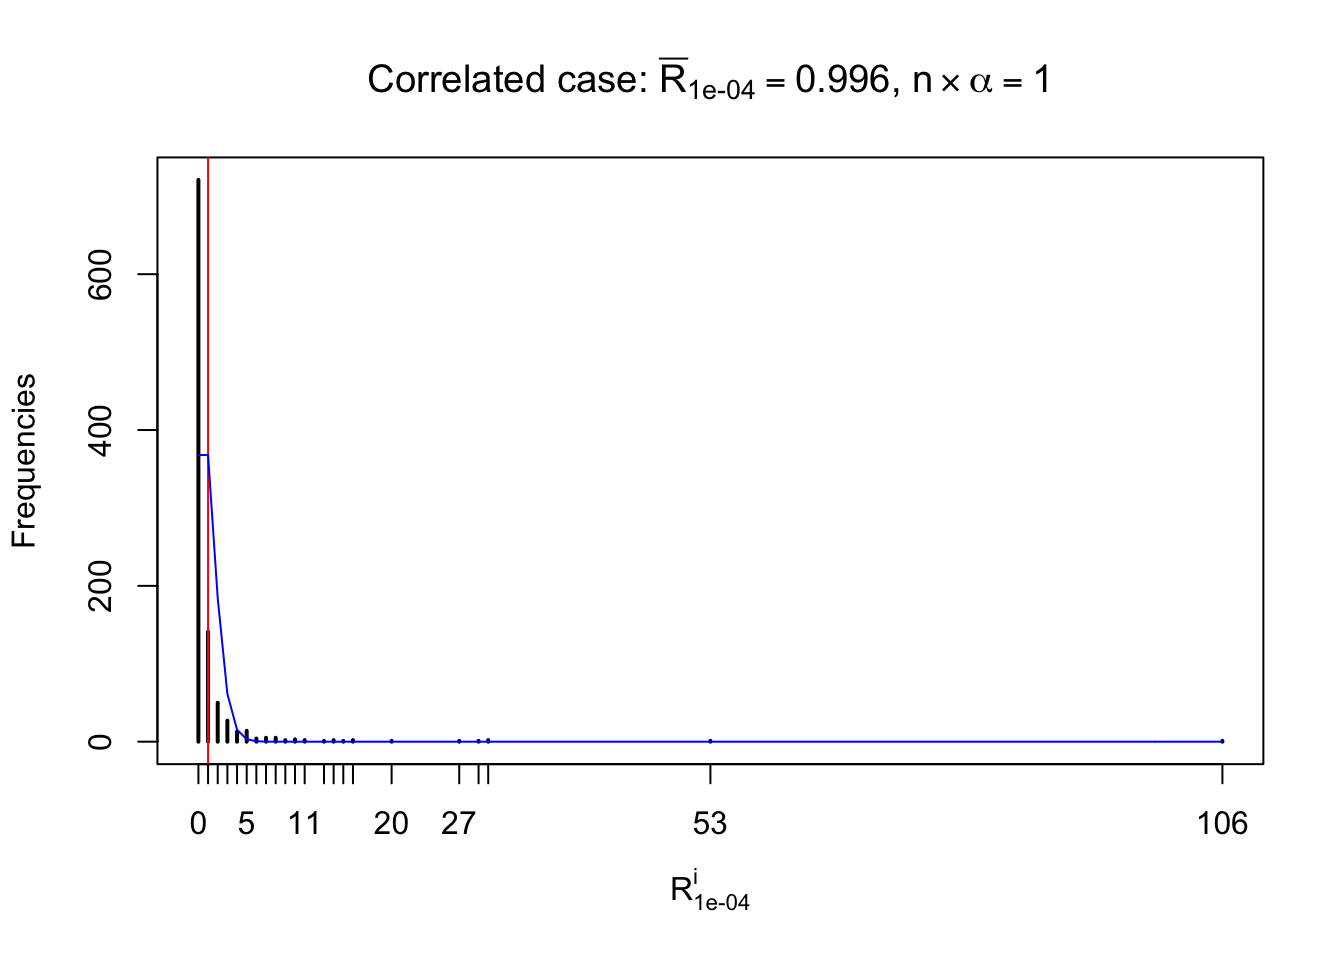 Correlated case: R̅1e-04 = 0.996, n × α = 1
Frequencies
600
400
200
0
0 5 11 20 27 53 106
R^i_1e-04